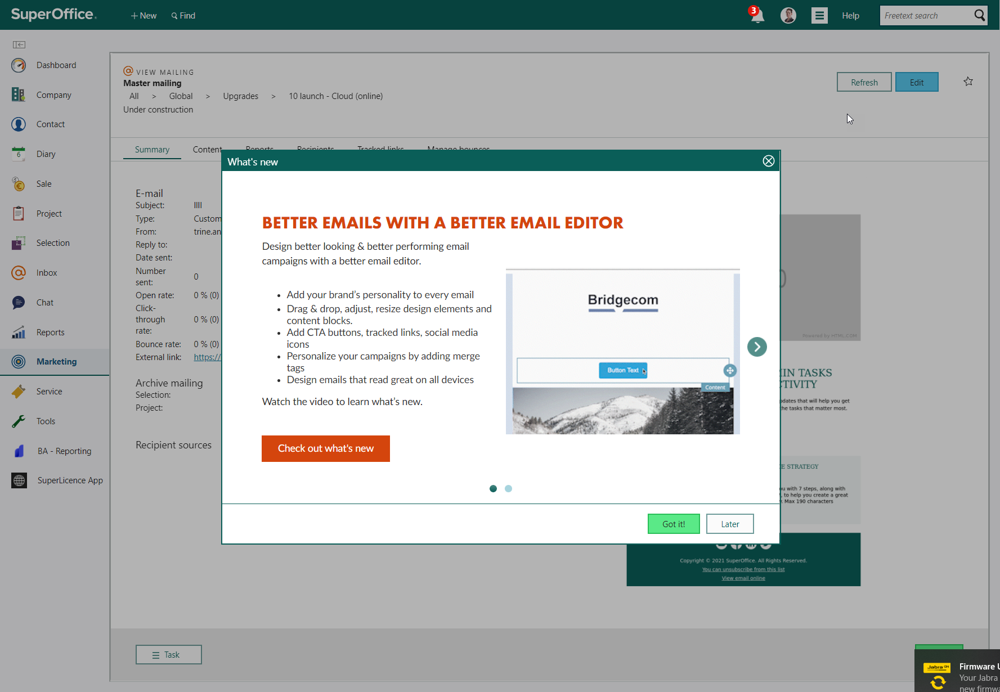 SuperOffice.
+ New
Find
3
Help
Freetext search
Dashboard
Company
Contact
6
Diary
Sale
Project
Selection
Inbox
Chat
Reports
Marketing
Service
Tools
BA - Reporting
SuperLicence App
VIEW MAILING
Master mailing
All > Global > Upgrades > 10 launch - Cloud (online)
Under construction
Refresh
Edit
Summary
Content
Reports
Recipients
Tracked links
Manage bounces
E-mail
Subject: llll
Type: Custom
From: trine.an
Reply to:
Date sent:
Number
sent: 0
Open rate: 0 % (0)
Click-
through
rate: 0 % (0)
Bounce rate: 0 % (0)
External link: https://
Archive mailing
Selection:
Project:
Recipient sources
What's new
BETTER EMAILS WITH A BETTER EMAIL EDITOR
Design better looking & better performing email
campaigns with a better email editor.
• Add your brand's personality to every email
• Drag & drop, adjust, resize design elements and
content blocks.
• Add CTA buttons, tracked links, social media
icons
• Personalize your campaigns by adding merge
tags
• Design emails that read great on all devices
Watch the video to learn what's new.
Check out what's new
Bridgecom
Button Text
Content
Got it!
Later
Powered by HTML.COM
IN TASKS
CTIVITY
dates that will help you get
he tasks that matter most.
E STRATEGY
u with 7 steps, along with
, to help you create a great
. Max 190 characters
Copyright © 2021 SuperOffice. All Rights Reserved.
You can unsubscribe from this list
View email online
Task
Jabra GN
Firmware U
Your Jabra
new firmwa